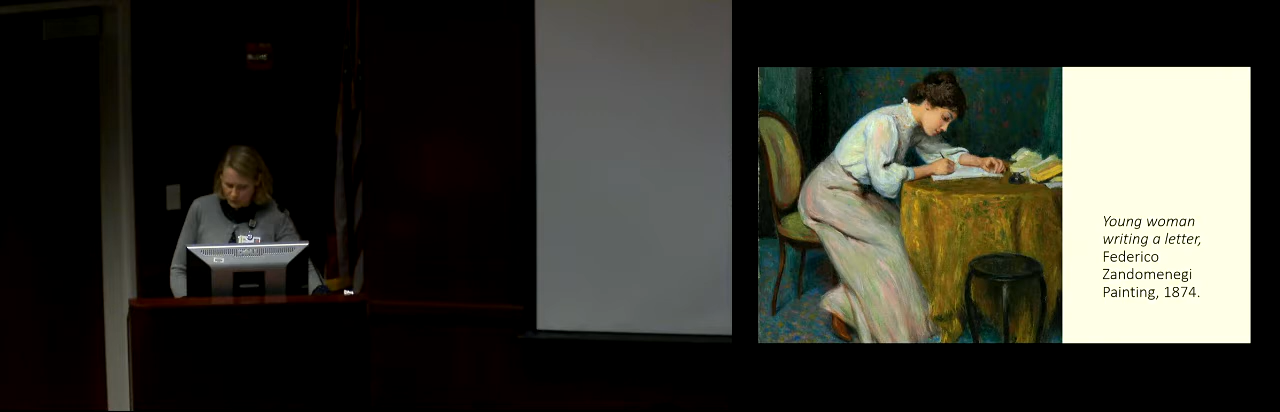 Young woman
writing a letter,
Federico
Zandomenegi
Painting, 1874.